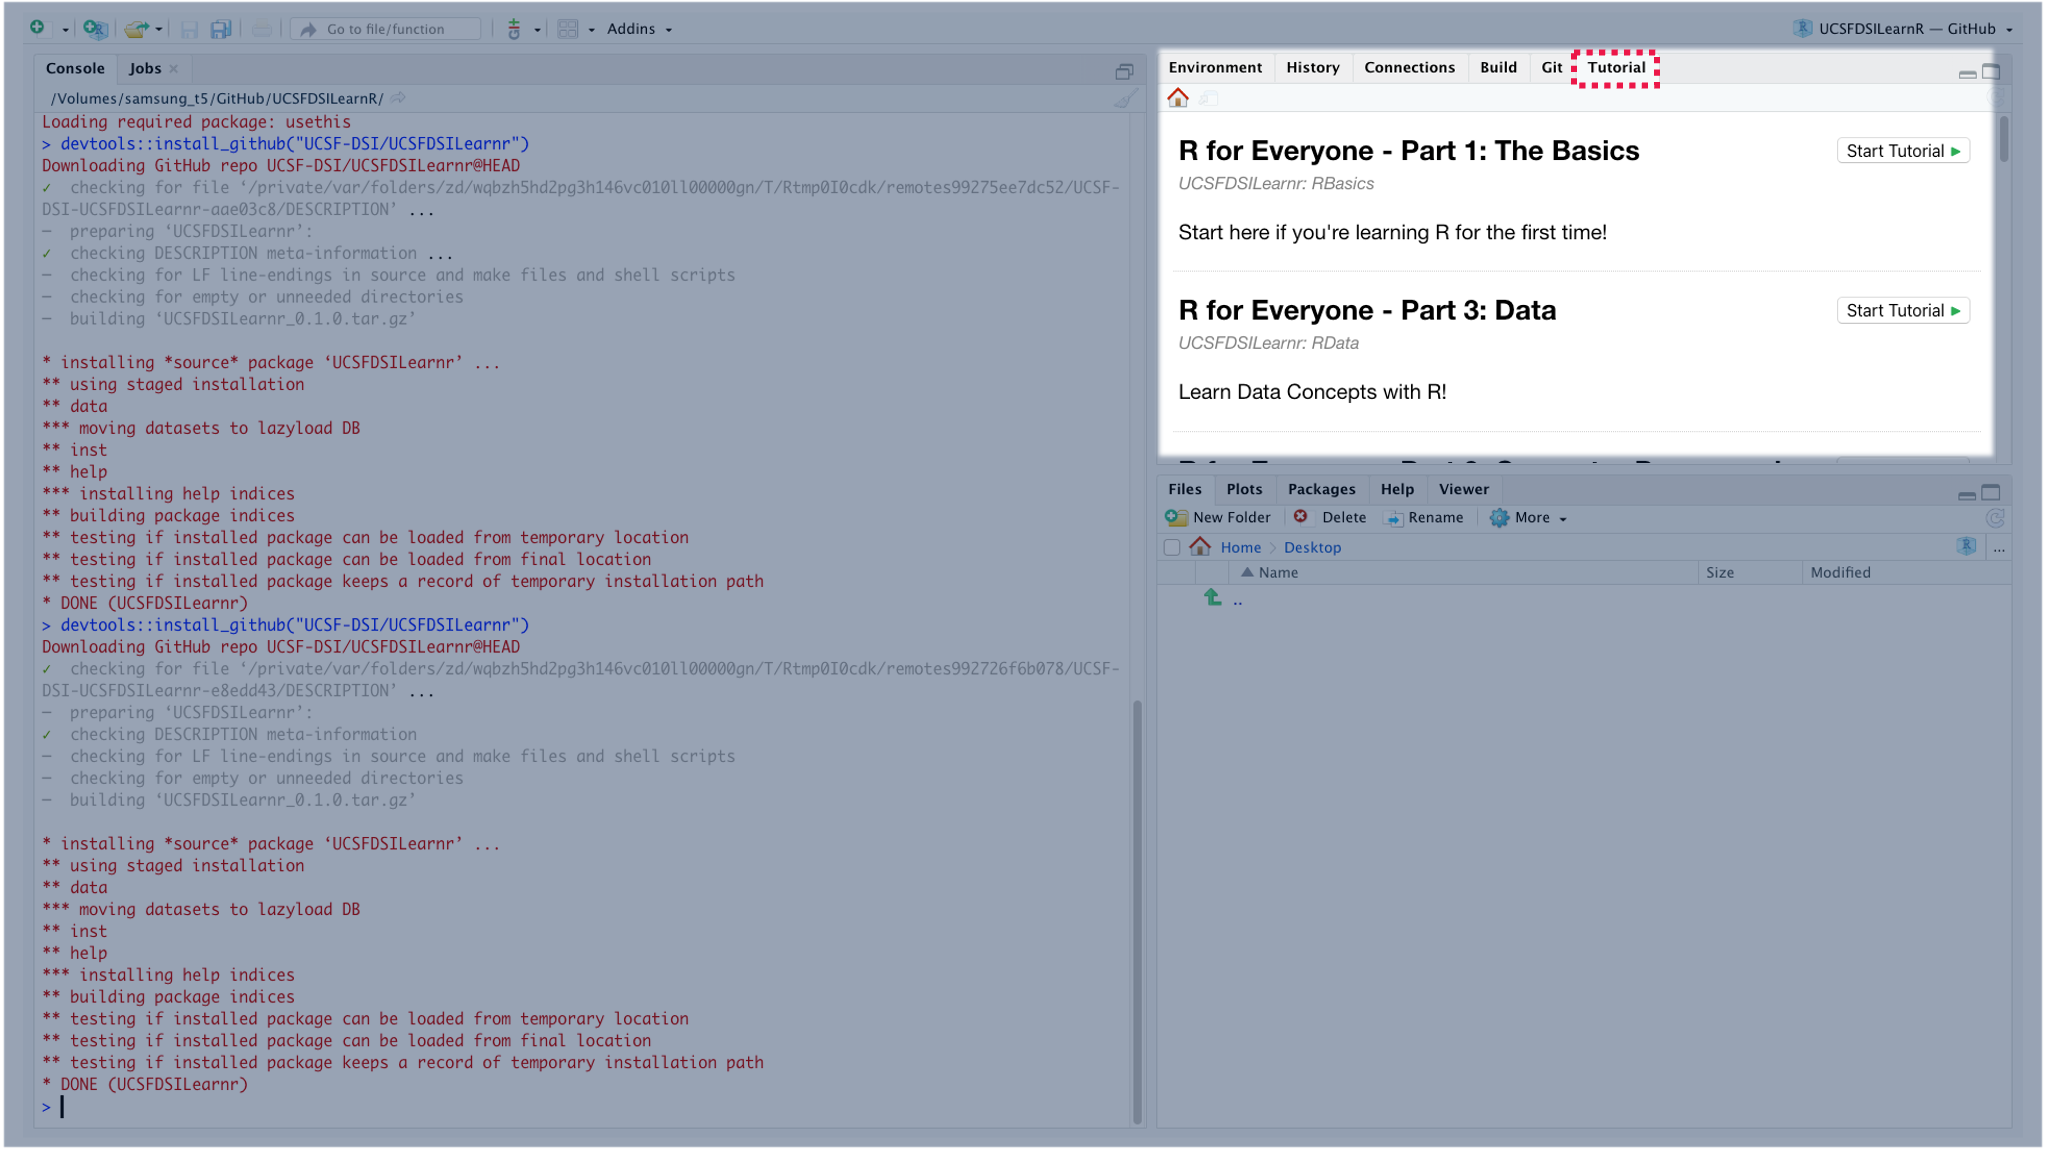 Go to file/function
Addins
UCSFDSILearnR — GitHub
Console
Jobs
/Volumes/samsung_t5/GitHub/UCSFDSILearnR/
Loading required package: usethis
> devtools::install_github("UCSF-DSI/UCSFDSILearnr")
Downloading GitHub repo UCSF-DSI/UCSFDSILearnr@HEAD
✓  checking for file ‘/private/var/folders/zd/wqbzh5hd2pg3h146vc010ll00000gn/T/Rtmp0I0cdk/remotes99275ee7dc52/UCSF-
DSI-UCSFDSILearnr-aae03c8/DESCRIPTION’ ...
─  preparing ‘UCSFDSILearnr’:
✓  checking DESCRIPTION meta-information ...
─  checking for LF line-endings in source and make files and shell scripts
─  checking for empty or unneeded directories
─  building ‘UCSFDSILearnr_0.1.0.tar.gz’
* installing *source* package ‘UCSFDSILearnr’ ...
** using staged installation
** data
*** moving datasets to lazyload DB
** inst
** help
*** installing help indices
** building package indices
** testing if installed package can be loaded from temporary location
** testing if installed package can be loaded from final location
** testing if installed package keeps a record of temporary installation path
* DONE (UCSFDSILearnr)
> devtools::install_github("UCSF-DSI/UCSFDSILearnr")
Downloading GitHub repo UCSF-DSI/UCSFDSILearnr@HEAD
✓  checking for file ‘/private/var/folders/zd/wqbzh5hd2pg3h146vc010ll00000gn/T/Rtmp0I0cdk/remotes992726f6b078/UCSF-
DSI-UCSFDSILearnr-e8edd43/DESCRIPTION’ ...
─  preparing ‘UCSFDSILearnr’:
✓  checking DESCRIPTION meta-information
─  checking for LF line-endings in source and make files and shell scripts
─  checking for empty or unneeded directories
─  building ‘UCSFDSILearnr_0.1.0.tar.gz’
* installing *source* package ‘UCSFDSILearnr’ ...
** using staged installation
** data
*** moving datasets to lazyload DB
** inst
** help
*** installing help indices
** building package indices
** testing if installed package can be loaded from temporary location
** testing if installed package can be loaded from final location
** testing if installed package keeps a record of temporary installation path
* DONE (UCSFDSILearnr)
>
Environment History Connections Build Git Tutorial
R for Everyone - Part 1: The Basics
Start Tutorial
UCSFDSILearnr: RBasics
Start here if you're learning R for the first time!
R for Everyone - Part 3: Data
Start Tutorial
UCSFDSILearnr: RData
Learn Data Concepts with R!
Files Plots Packages Help Viewer
New Folder Delete Rename More
Home Desktop R ...
Name Size Modified
..